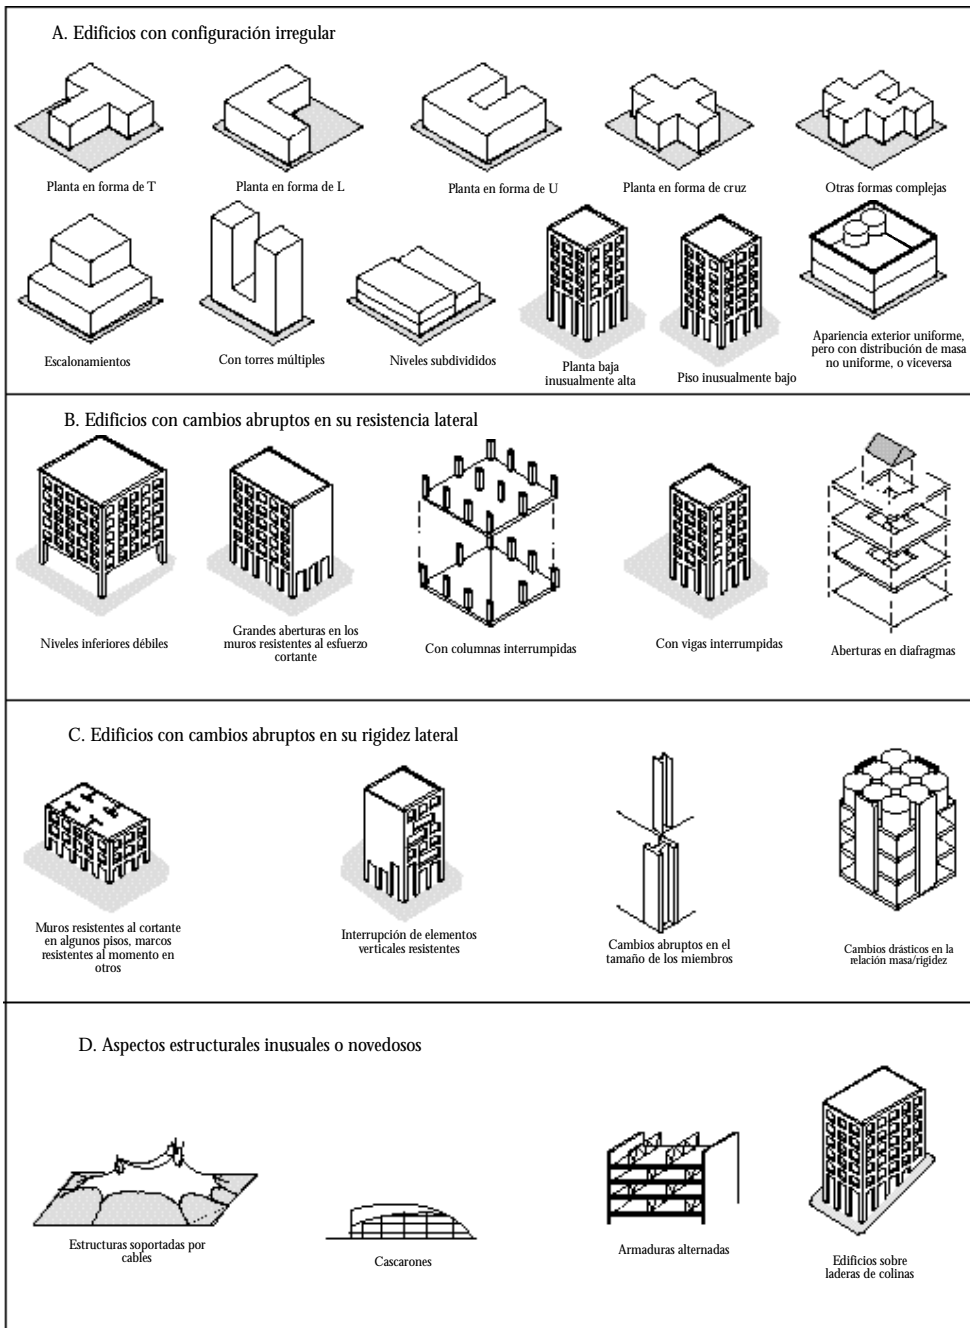 A. Edificios con configuración irregular
Planta en forma de T
Planta en forma de L
Planta en forma de U
Planta en forma de cruz
Otras formas complejas
Escalonamientos
Con torres múltiples
Niveles subdivididos
Planta baja
inusualmente alta
Piso inusualmente bajo
Apariencia exterior uniforme,
pero con distribución de masa
no uniforme, o viceversa
B. Edificios con cambios abruptos en su resistencia lateral
Niveles inferiores débiles
Grandes aberturas en los
muros resistentes al esfuerzo
cortante
Con columnas interrumpidas
Con vigas interrumpidas
Aberturas en diafragmas
C. Edificios con cambios abruptos en su rigidez lateral
Muros resistentes al cortante
en algunos pisos, marcos
resistentes al momento en
otros
Interrupción de elementos
verticales resistentes
Cambios abruptos en el
tamaño de los miembros
Cambios drásticos en la
relación masa/rigidez
D. Aspectos estructurales inusuales o novedosos
Estructuras soportadas por
cables
Cascarones
Armaduras alternadas
Edificios sobre
laderas de colinas